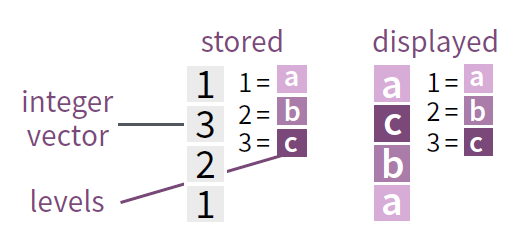 stored
displayed
integer
vector
levels
1
3
2
1
1 = a
2 = b
3 = c
a
c
b
a
1 = a
2 = b
3 = c